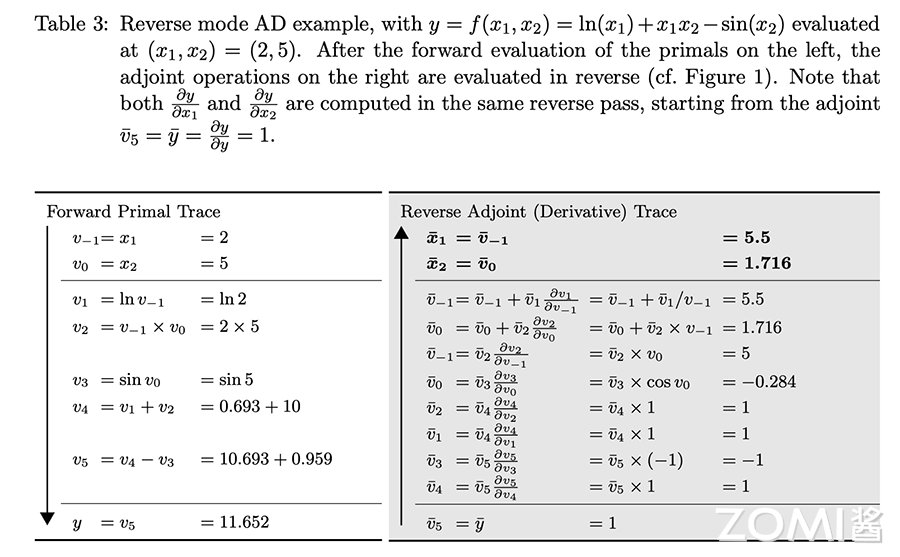 Table 3: Reverse mode AD example, with y = f(x₁, x₂) = ln(x₁)+x₁x₂−sin(x₂) evaluated
at (x₁, x₂) = (2, 5). After the forward evaluation of the primals on the left, the
adjoint operations on the right are evaluated in reverse (cf. Figure 1). Note that
both ∂y/∂x₁ and ∂y/∂x₂ are computed in the same reverse pass, starting from the adjoint
v̄₅ = ȳ = ∂y/∂y = 1.
Forward Primal Trace
v₋₁= x₁ = 2
v₀ = x₂ = 5
v₁ = ln v₋₁ = ln 2
v₂ = v₋₁ × v₀ = 2 × 5
v₃ = sin v₀ = sin 5
v₄ = v₁ + v₂ = 0.693 + 10
v₅ = v₄ − v₃ = 10.693 + 0.959
y = v₅ = 11.652
Reverse Adjoint (Derivative) Trace
x̄₁ = v̄₋₁ = 5.5
x̄₂ = v̄₀ = 1.716
v̄₋₁= v̄₋₁ + v̄₁ ∂v₁/∂v₋₁ = v̄₋₁ + v̄₁/v₋₁ = 5.5
v̄₀ = v̄₀ + v̄₂ ∂v₂/∂v₀ = v̄₀ + v̄₂ × v₋₁ = 1.716
v̄₋₁= v̄₂ ∂v₂/∂v₋₁ = v̄₂ × v₀ = 5
v̄₀ = v̄₃ ∂v₃/∂v₀ = v̄₃ × cos v₀ = −0.284
v̄₂ = v̄₄ ∂v₄/∂v₂ = v̄₄ × 1 = 1
v̄₁ = v̄₄ ∂v₄/∂v₁ = v̄₄ × 1 = 1
v̄₃ = v̄₅ ∂v₅/∂v₃ = v̄₅ × (−1) = −1
v̄₄ = v̄₅ ∂v₅/∂v₄ = v̄₅ × 1 = 1
v̄₅ = ȳ = 1
ZOMI酱